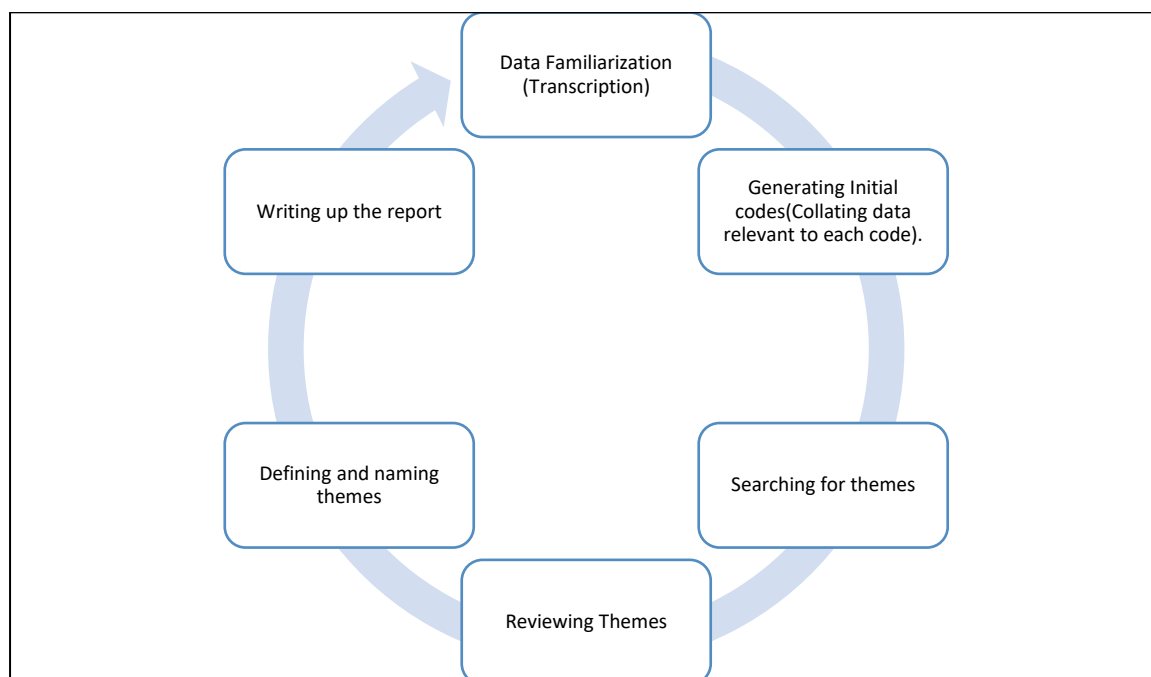 Data Familiarization
(Transcription)
Generating Initial
codes(Collating data
relevant to each code).
Searching for themes
Reviewing Themes
Defining and naming
themes
Writing up the report